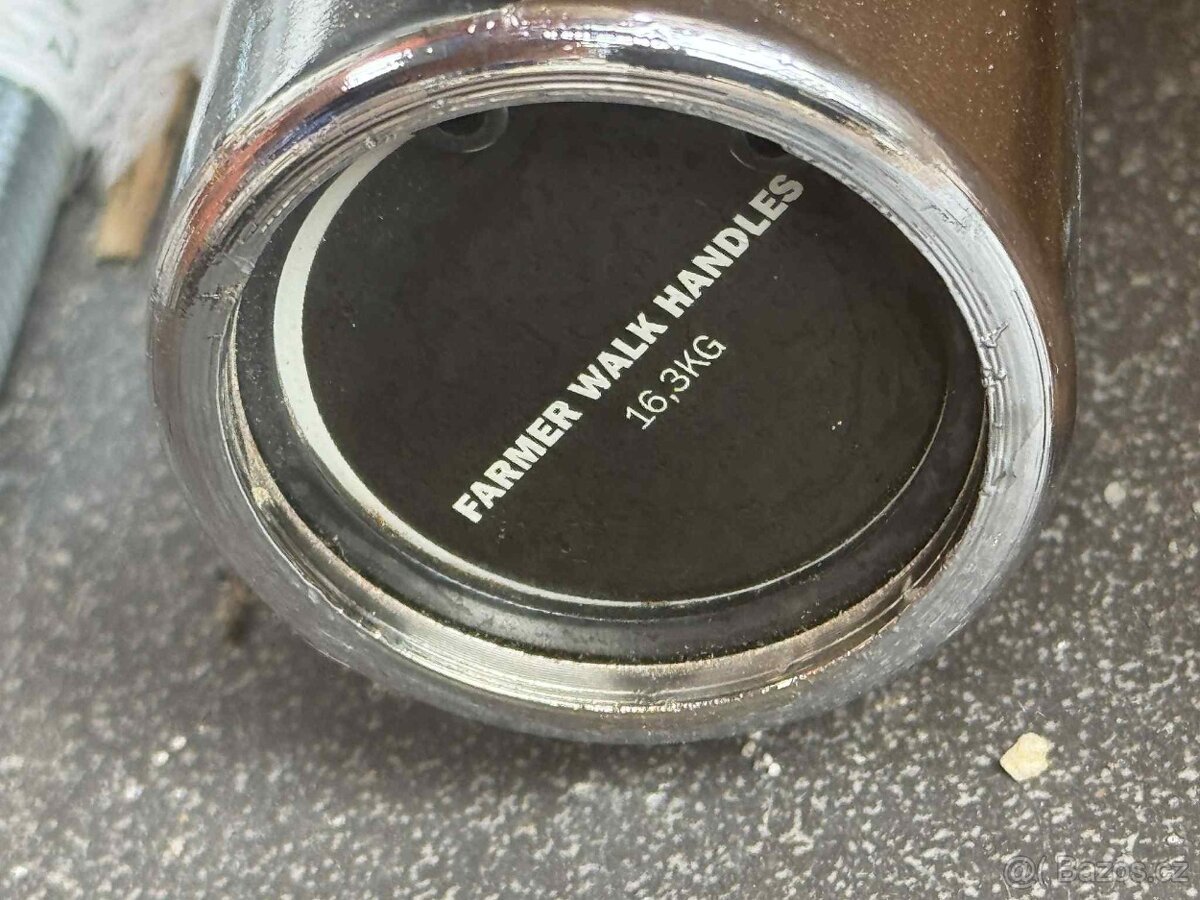 FARMER WALK HANDLES
16,3KG
@( Bazos.cz